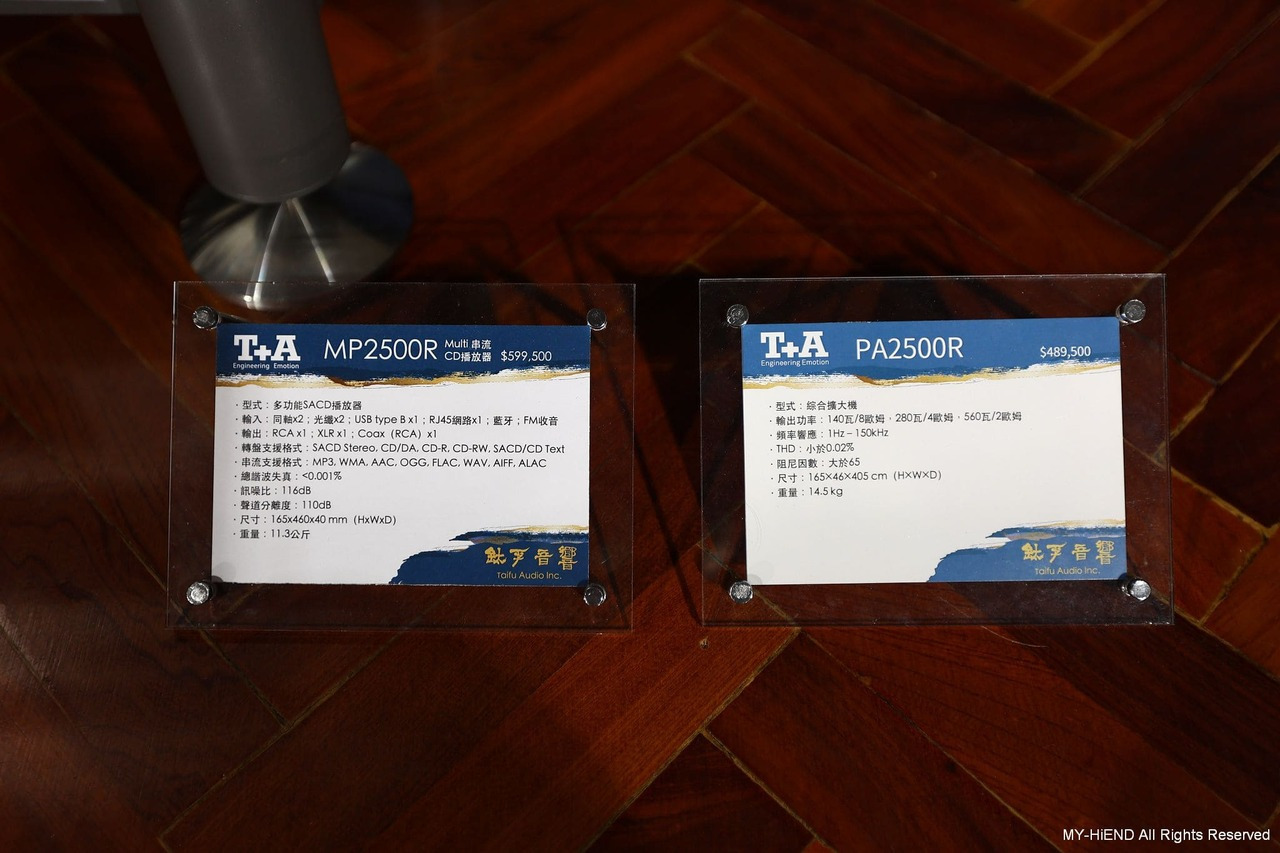 T+A
Engineering Emotion
MP2500R
Multi 串流
CD播放器
$599,500
· 型式：多功能SACD播放器
· 輸入：同軸x2；光纖x2；USB type B x1；RJ45網路x1；藍牙；FM收音
· 輸出：RCA x1；XLR x1；Coax（RCA）x1
· 轉盤支援格式：SACD Stereo, CD/DA, CD-R, CD-RW, SACD/CD Text
· 串流支援格式：MP3, WMA, AAC, OGG, FLAC, WAV, AIFF, ALAC
· 總諧波失真：<0.001%
· 訊噪比：116dB
· 聲道分離度：110dB
· 尺寸：165x460x40 mm（HxWxD）
· 重量：11.3公斤
鈦孚音響
Taifu Audio Inc.
T+A
Engineering Emotion
PA2500R
$489,500
· 型式：綜合擴大機
· 輸出功率：140瓦/8歐姆，280瓦/4歐姆，560瓦/2歐姆
· 頻率響應：1Hz – 150kHz
· THD：小於0.02%
· 阻尼因數：大於65
· 尺寸：165×46×405 cm（H×W×D）
· 重量：14.5 kg
鈦孚音響
Taifu Audio Inc.
MY-HiEND All Rights Reserved